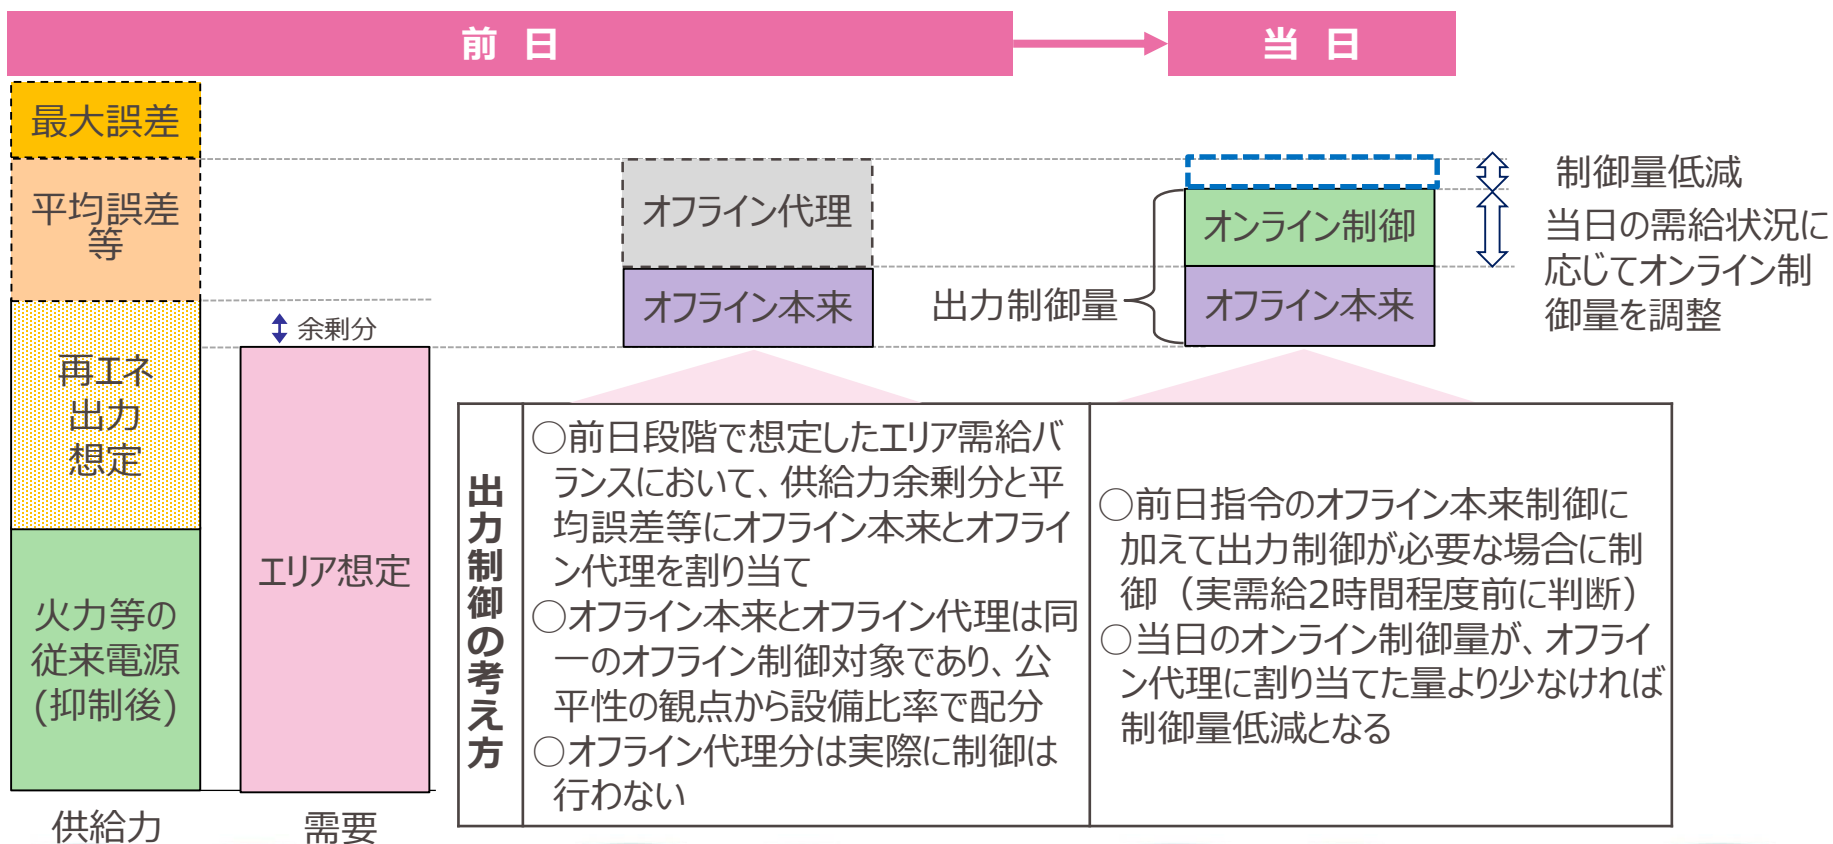 前 日
当 日
最大誤差
平均誤差
等
再エネ
出力
想定
火力等の
従来電源
(抑制後)
供給力
余剰分
エリア想定
需要
オフライン代理
オフライン本来
出力制御量
オンライン制御
オフライン本来
制御量低減
当日の需給状況に
応じてオンライン制
御量を調整
出力制御の考え方
○前日段階で想定したエリア需給バ
ランスにおいて、供給力余剰分と平
均誤差等にオフライン本来とオフライ
ン代理を割り当て
○オフライン本来とオフライン代理は同
一のオフライン制御対象であり、公
平性の観点から設備比率で配分
○オフライン代理分は実際に制御は
行わない
○前日指令のオフライン本来制御に
加えて出力制御が必要な場合に制
御（実需給2時間程度前に判断）
○当日のオンライン制御量が、オフライ
ン代理に割り当てた量より少なければ
制御量低減となる